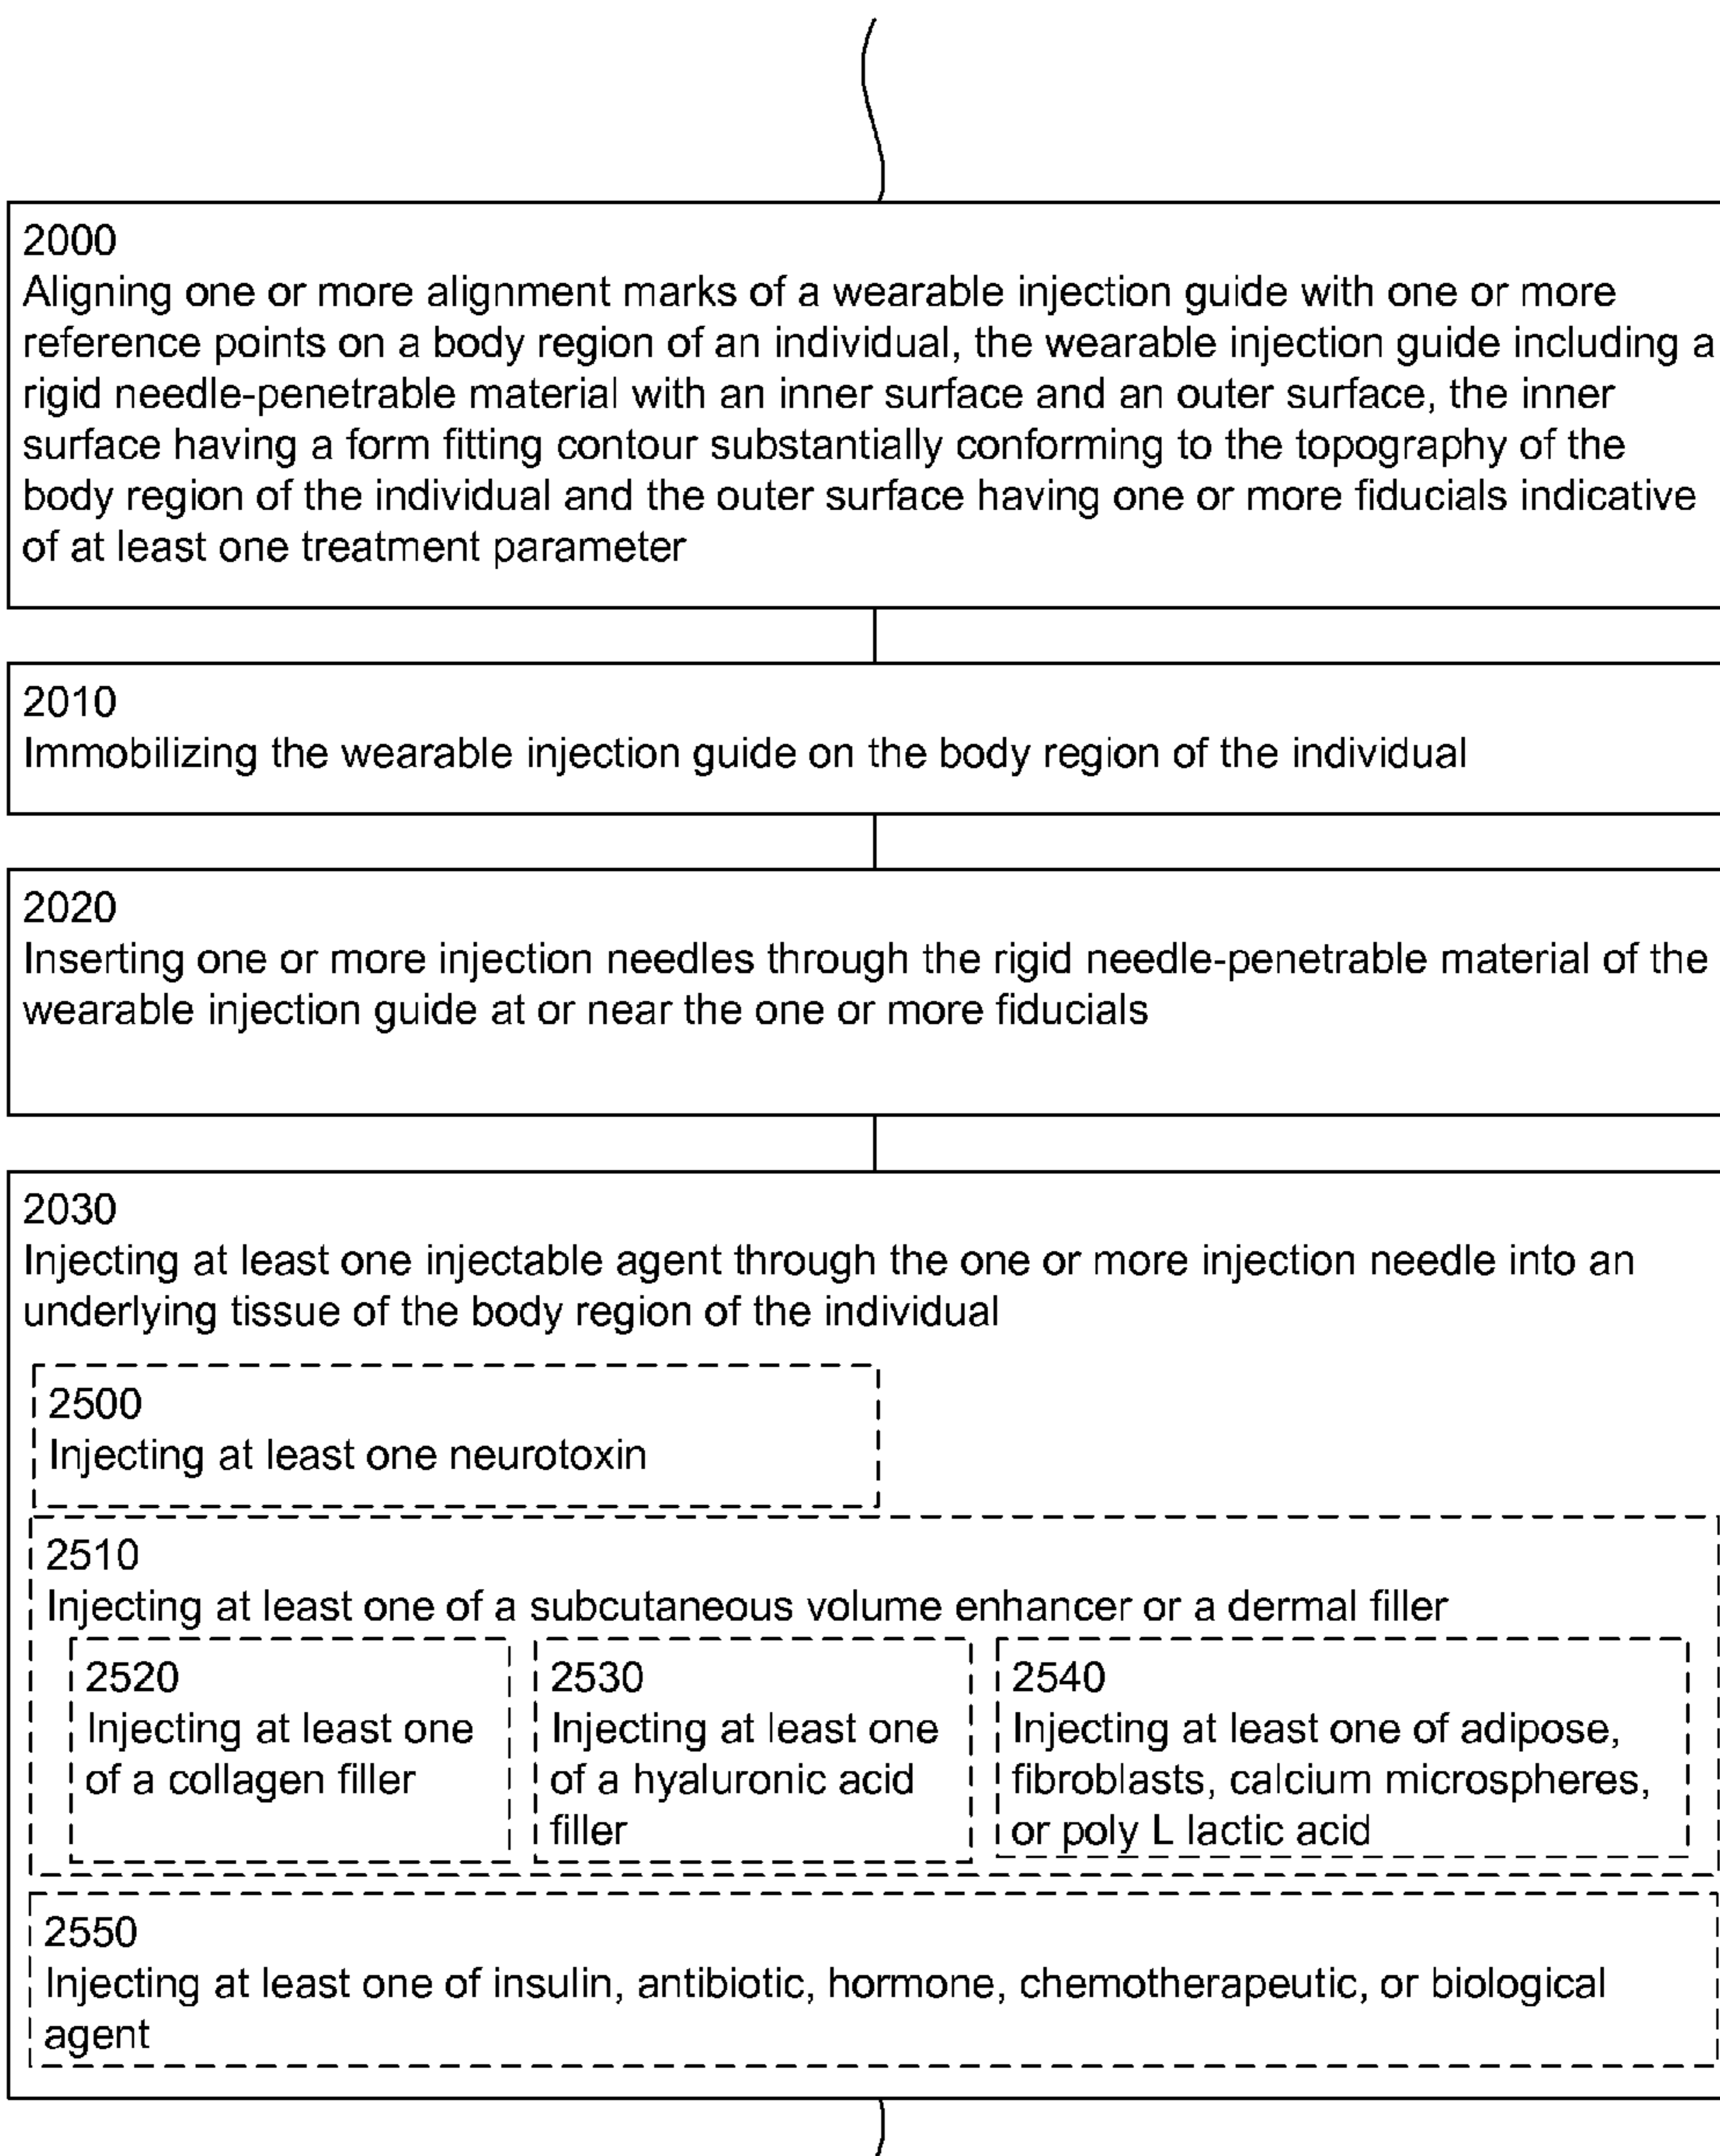 2000
Aligning one or more alignment marks of a wearable injection guide with one or more
reference points on a body region of an individual, the wearable injection guide including a
rigid needle-penetrable material with an inner surface and an outer surface, the inner
surface having a form fitting contour substantially conforming to the topography of the
body region of the individual and the outer surface having one or more fiducials indicative
of at least one treatment parameter
2010
Immobilizing the wearable injection guide on the body region of the individual
2020
Inserting one or more injection needles through the rigid needle-penetrable material of the
wearable injection guide at or near the one or more fiducials
2030
Injecting at least one injectable agent through the one or more injection needle into an
underlying tissue of the body region of the individual
2500
Injecting at least one neurotoxin
2510
Injecting at least one of a subcutaneous volume enhancer or a dermal filler
2520
Injecting at least one
of a collagen filler
2530
Injecting at least one
of a hyaluronic acid
filler
2540
Injecting at least one of adipose,
fibroblasts, calcium microspheres,
or poly L lactic acid
2550
Injecting at least one of insulin, antibiotic, hormone, chemotherapeutic, or biological
agent